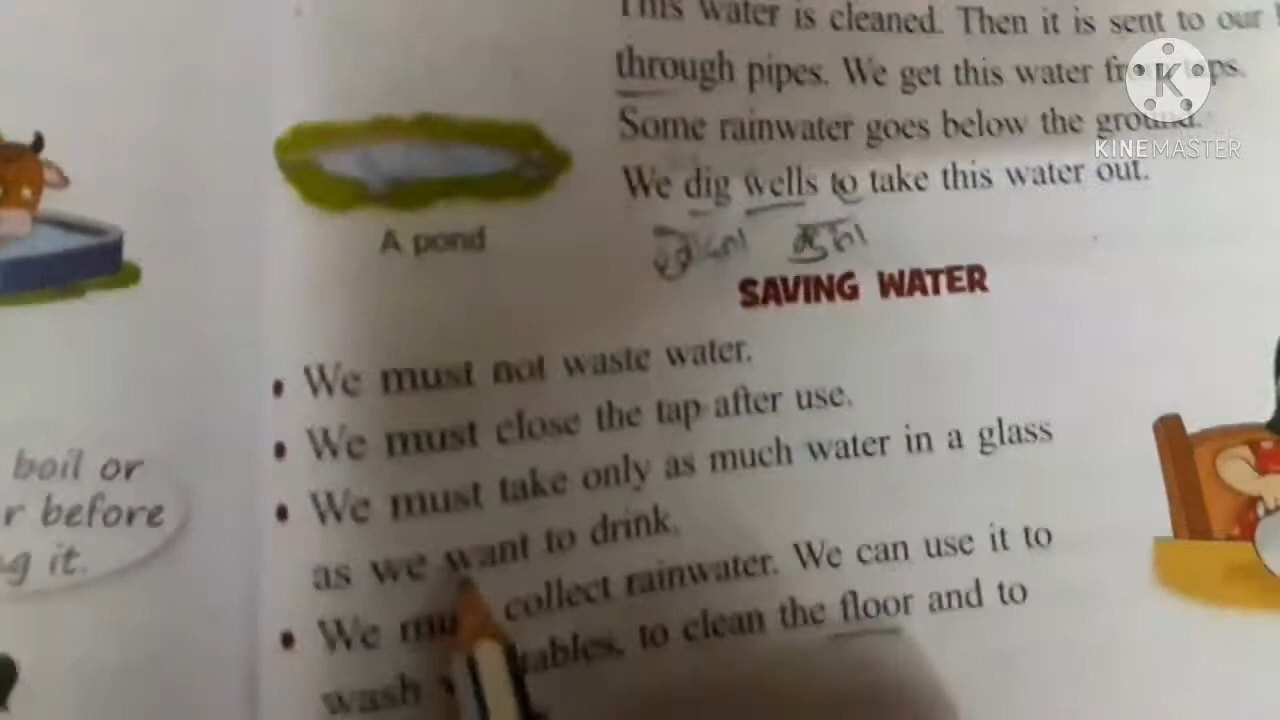 This water is cleaned. Then it is sent to our
through pipes. We get this water
Some rainwater goes below the ground.
We dig wells to take this water out.
A pond
SAVING WATER
• We must not waste water.
• We must close the tap after use.
• We must take only as much water in a glass
as we want to drink.
• We collect rainwater. We can use it to
wash to clean the floor and to
boil or
before
it.
K
KINEMASTER